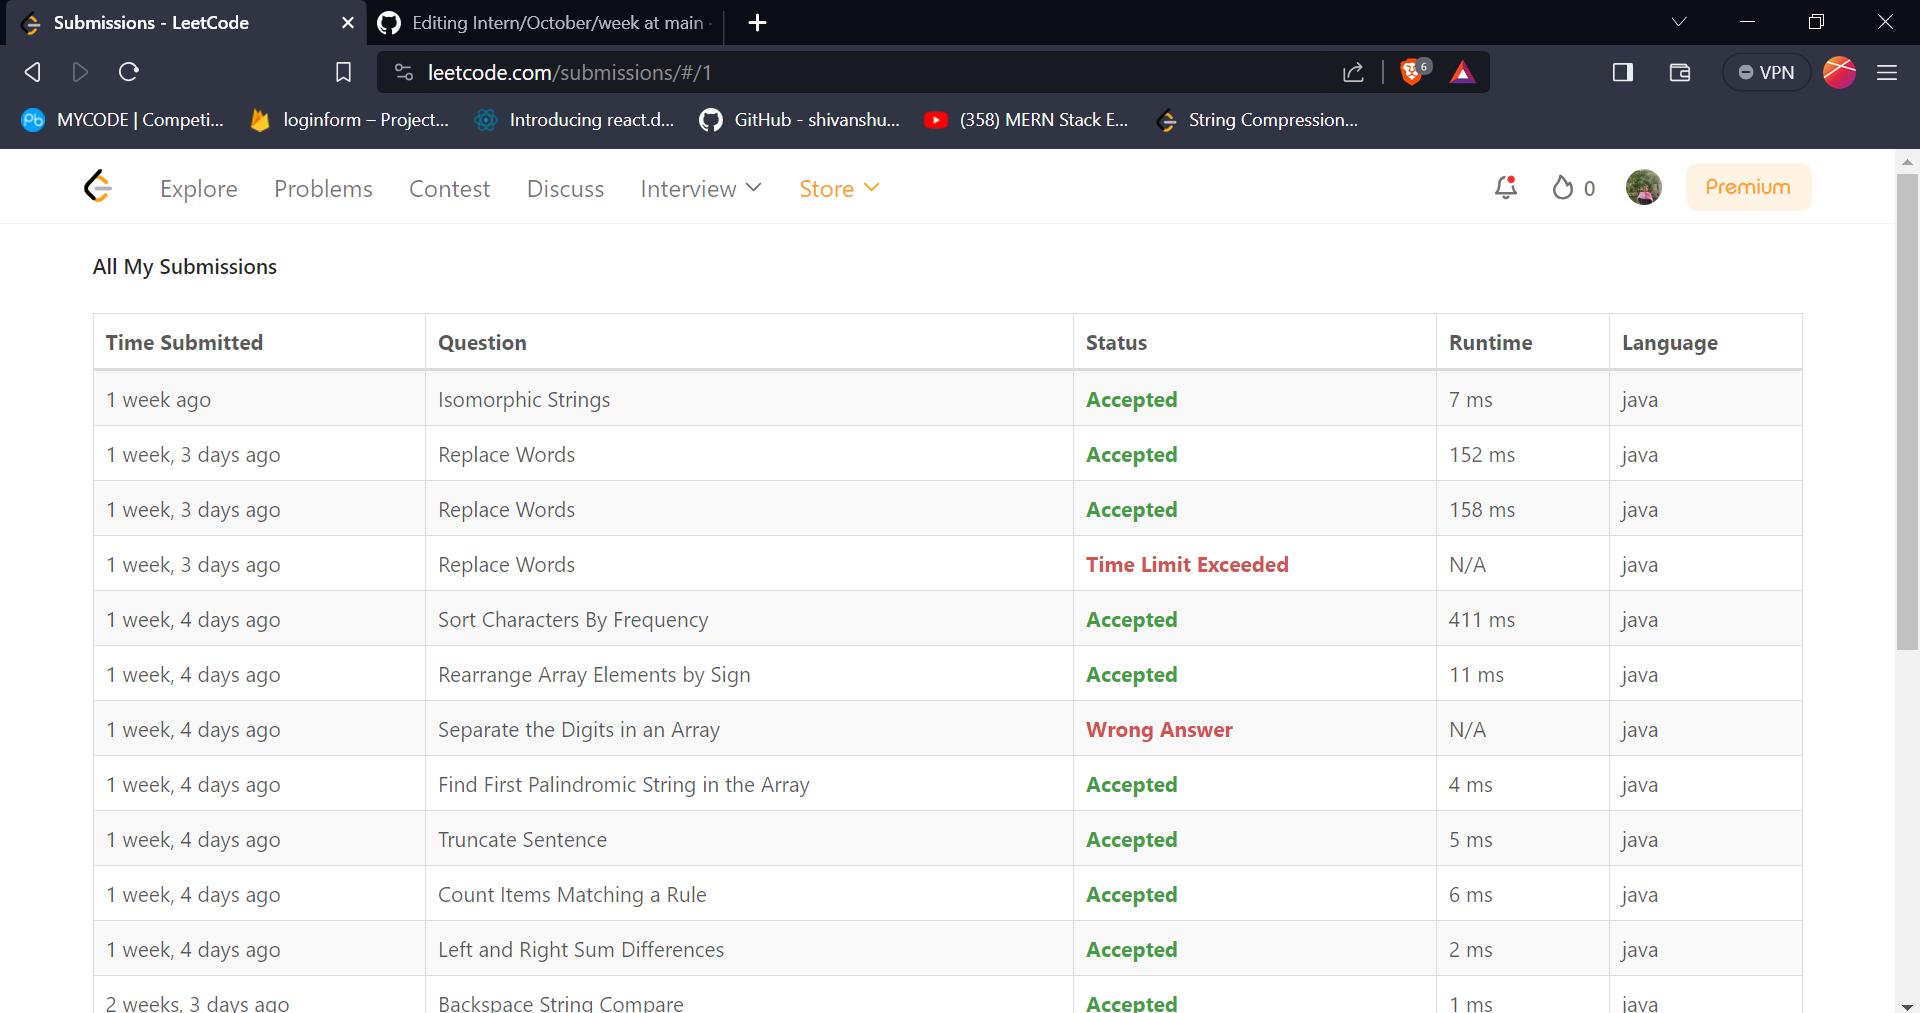 Submissions - LeetCode
Editing Intern/October/week at main
leetcode.com/submissions/#/1
6
VPN
MYCODE | Competi...
loginform – Project...
Introducing react.d...
GitHub - shivanshu...
(358) MERN Stack E...
String Compression...
Explore Problems Contest Discuss Interview Store 0 Premium
All My Submissions
Time Submitted Question Status Runtime Language
1 week ago Isomorphic Strings Accepted 7 ms java
1 week, 3 days ago Replace Words Accepted 152 ms java
1 week, 3 days ago Replace Words Accepted 158 ms java
1 week, 3 days ago Replace Words Time Limit Exceeded N/A java
1 week, 4 days ago Sort Characters By Frequency Accepted 411 ms java
1 week, 4 days ago Rearrange Array Elements by Sign Accepted 11 ms java
1 week, 4 days ago Separate the Digits in an Array Wrong Answer N/A java
1 week, 4 days ago Find First Palindromic String in the Array Accepted 4 ms java
1 week, 4 days ago Truncate Sentence Accepted 5 ms java
1 week, 4 days ago Count Items Matching a Rule Accepted 6 ms java
1 week, 4 days ago Left and Right Sum Differences Accepted 2 ms java
2 weeks, 3 days ago Backspace String Compare Accepted 1 ms java